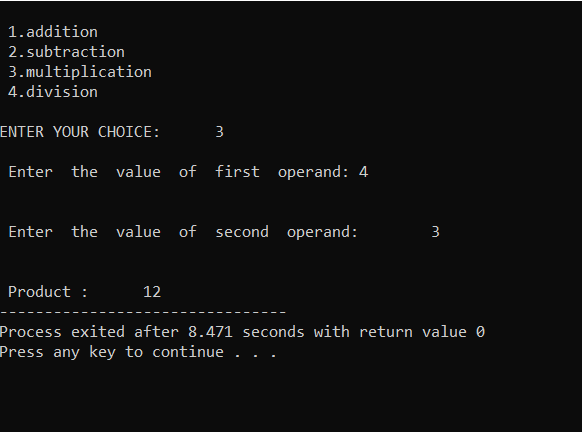 1.addition
2.subtraction
3.multiplication
4.division
ENTER YOUR CHOICE: 3
Enter the value of first operand: 4
Enter the value of second operand: 3
Product : 12
--------------------------------
Process exited after 8.471 seconds with return value 0
Press any key to continue . . .